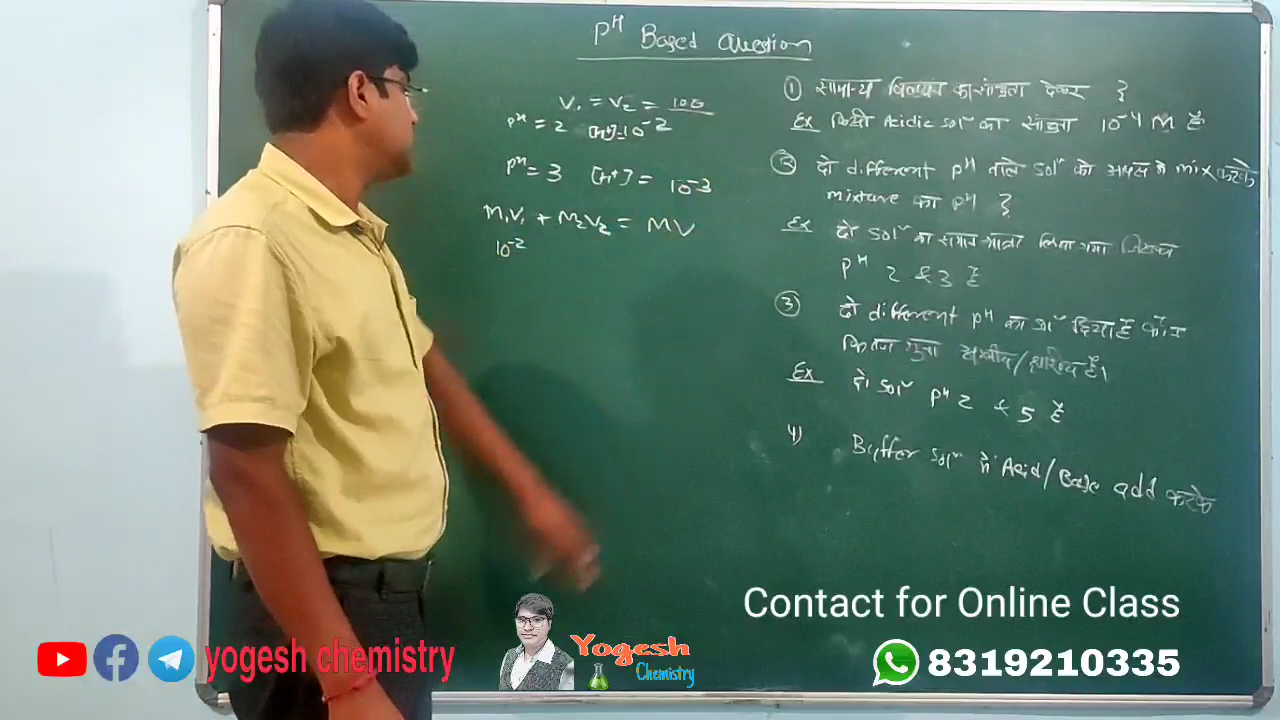 pH Based Question
V₁ = V₂ = 100
pH = 2 [H⁺] = 10⁻²
pH = 3 [H⁺] = 10⁻³
M₁V₁ + M₂V₂ = MV
10⁻²
① सामान्य विलयन का सांद्रता देकर ?
Ex किसी Acidic solⁿ का सांद्रता 10⁻⁴ M है
② दो different pH वाले solⁿ को आपस में mix करके
mixture का pH ?
Ex दो solⁿ का समान मात्रा लिया गया जिसका
pH 2 & 3 है
③ दो different pH का solⁿ दिया है कौन
कितना गुना अम्लीय/क्षारीय है।
Ex दो solⁿ pH 2 & 5 है
4) Buffer solⁿ में Acid/Base add करके
Contact for Online Class
8319210335
yogesh chemistry
Yogesh
Chemistry